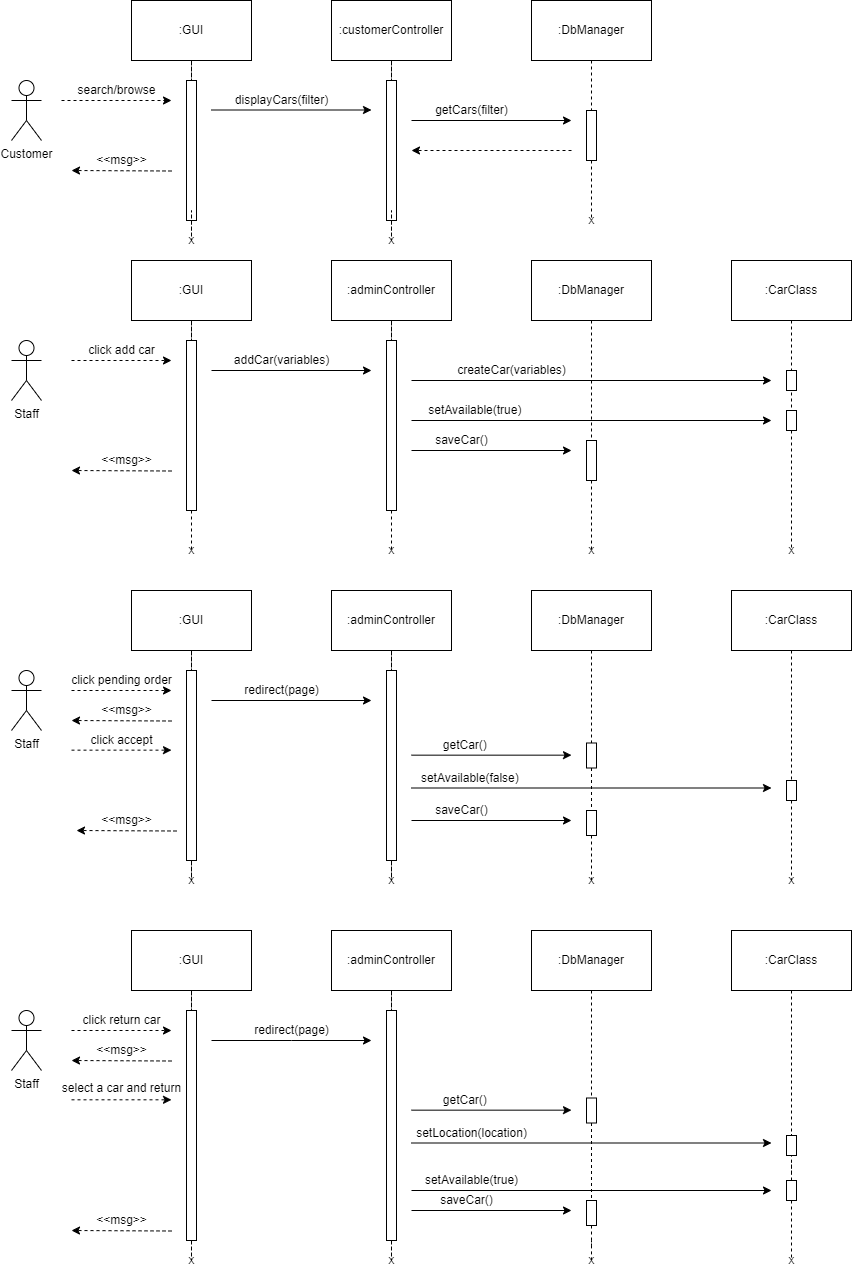 :GUI
:customerController
:DbManager
search/browse
displayCars(filter)
getCars(filter)
Customer
<<msg>>
X
X
X
:GUI
:adminController
:DbManager
:CarClass
click add car
addCar(variables)
createCar(variables)
Staff
setAvailable(true)
saveCar()
<<msg>>
X
X
X
X
:GUI
:adminController
:DbManager
:CarClass
click pending order
redirect(page)
<<msg>>
Staff
click accept
getCar()
setAvailable(false)
saveCar()
<<msg>>
X
X
X
X
:GUI
:adminController
:DbManager
:CarClass
click return car
redirect(page)
<<msg>>
Staff
select a car and return
getCar()
setLocation(location)
setAvailable(true)
saveCar()
<<msg>>
X
X
X
X